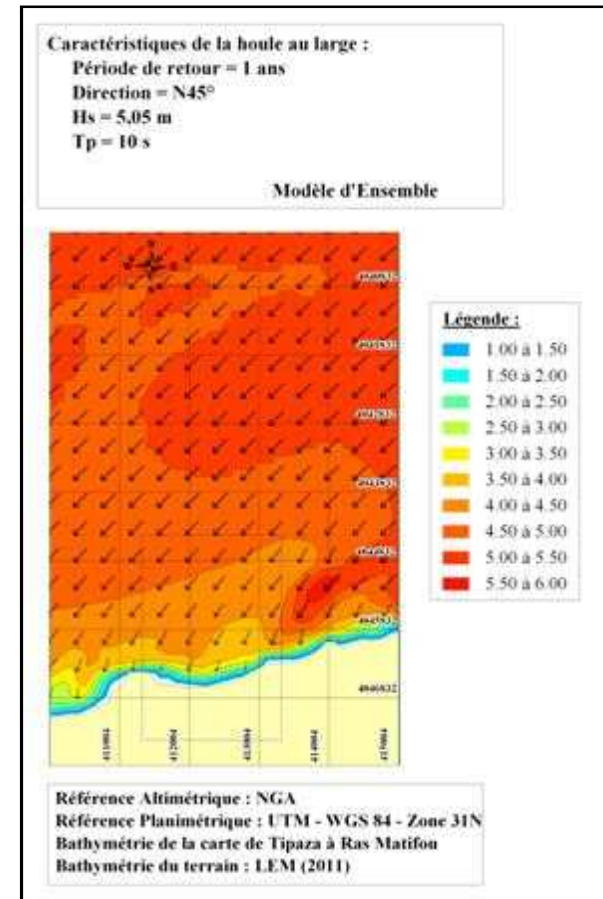 Caractéristiques de la houle au large :
Période de retour = 1 ans
Direction = N45°
Hs = 5,05 m
Tp = 10 s
Modèle d'Ensemble
Légende :
1.00 à 1.50
1.50 à 2.00
2.00 à 2.50
2.50 à 3.00
3.00 à 3.50
3.50 à 4.00
4.00 à 4.50
4.50 à 5.00
5.00 à 5.50
5.50 à 6.00
4046832
412004
413004
414004
Référence Altimétrique : NGA
Référence Planimétrique : UTM - WGS 84 - Zone 31N
Bathymétrie de la carte de Tipaza à Ras Matifou
Bathymétrie du terrain : LEM (2011)